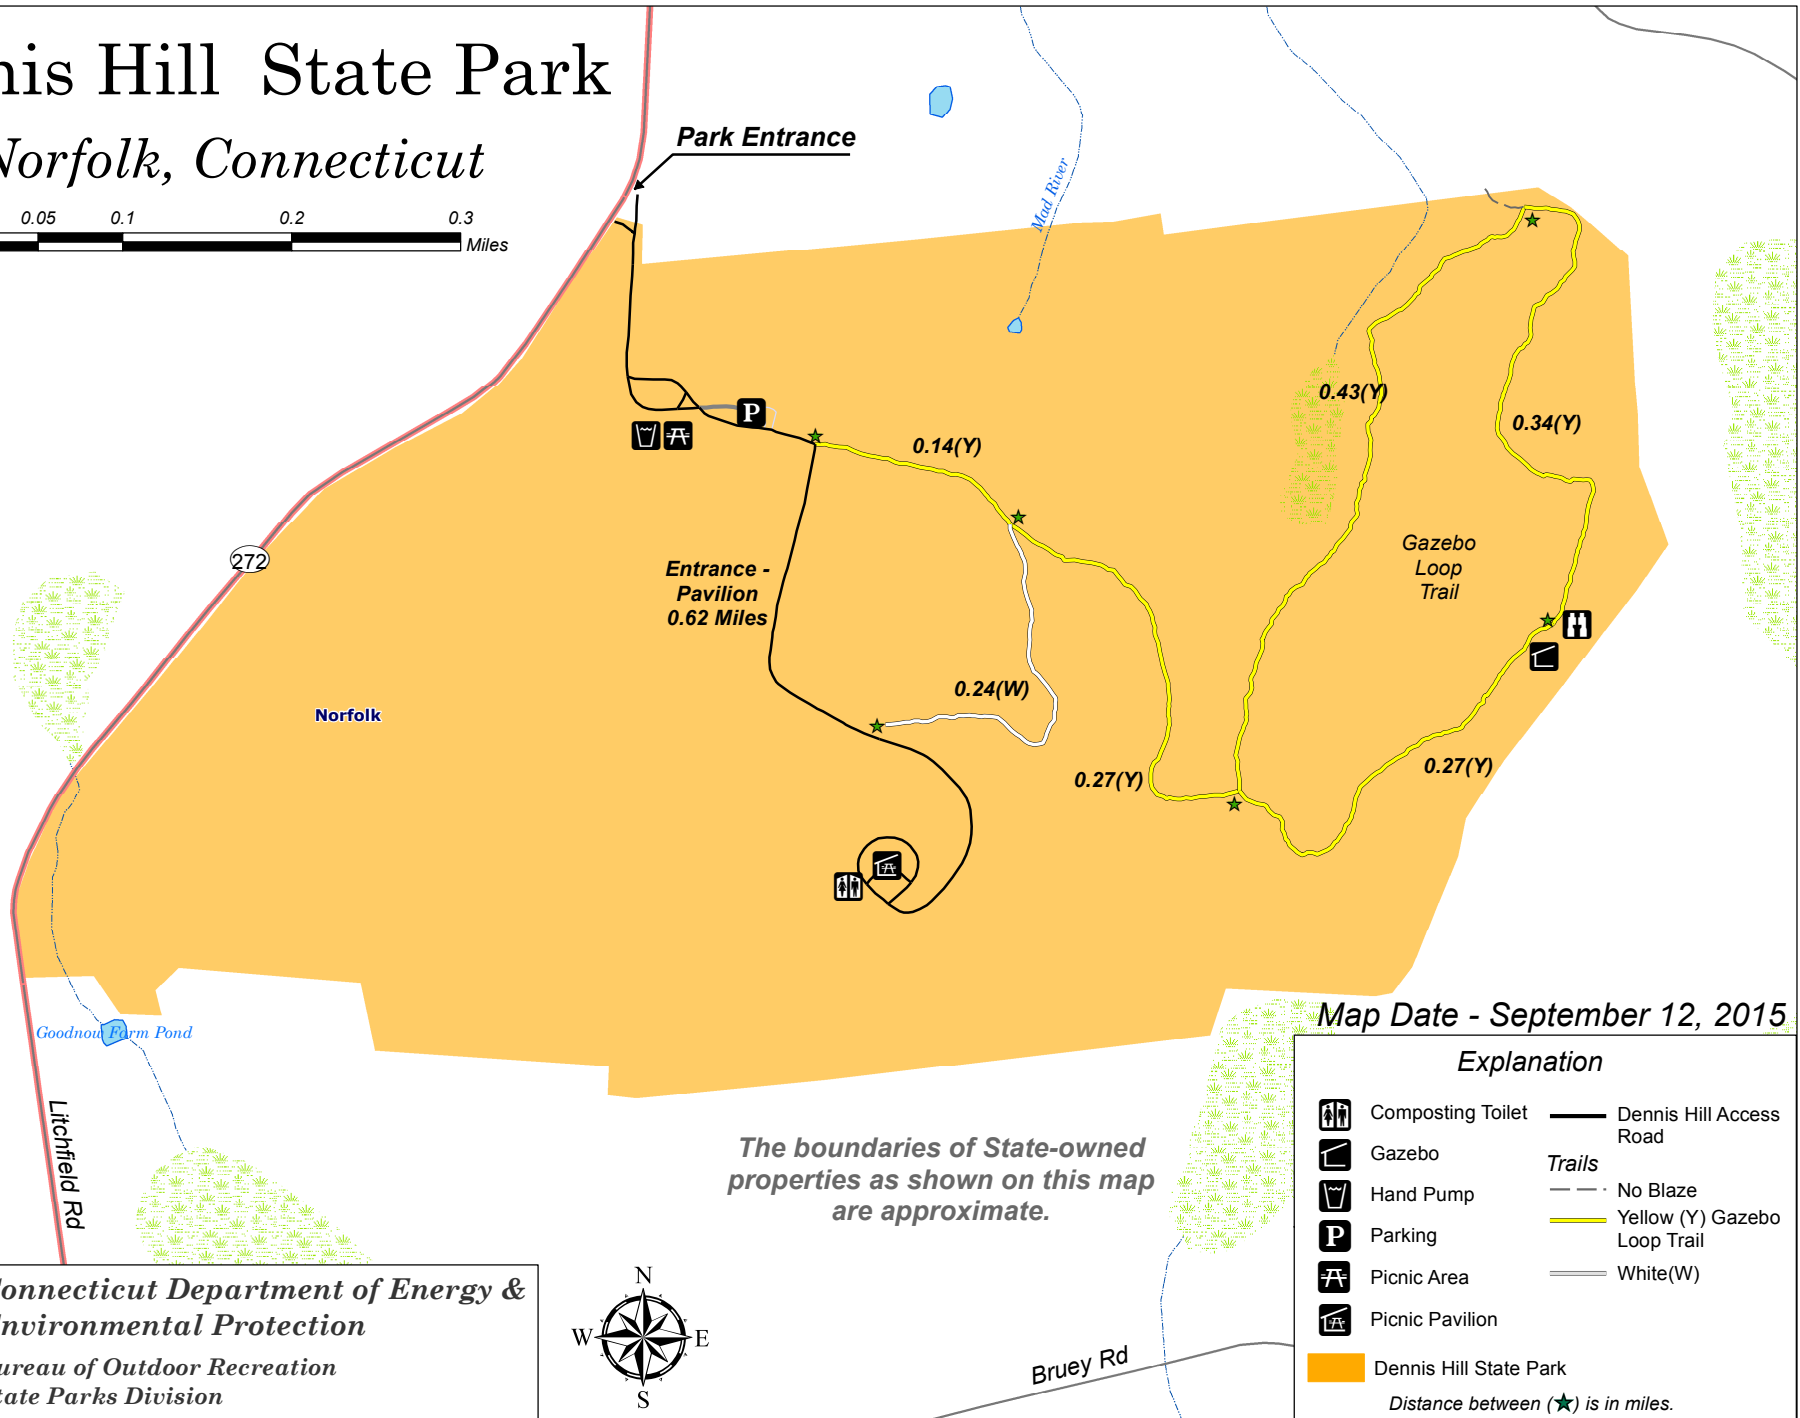 nis Hill State Park
Norfolk, Connecticut
0.05 0.1 0.2 0.3
Miles
Park Entrance
Mad River
0.43(Y)
0.34(Y)
P
0.14(Y)
272
Entrance -
Pavilion
0.62 Miles
Gazebo
Loop
Trail
0.24(W)
Norfolk
0.27(Y)
0.27(Y)
Goodnow Farm Pond
Litchfield Rd
The boundaries of State-owned
properties as shown on this map
are approximate.
Map Date - September 12, 2015
Explanation
Composting Toilet
Gazebo
Hand Pump
P Parking
Picnic Area
Picnic Pavilion
Dennis Hill Access
Road
Trails
No Blaze
Yellow (Y) Gazebo
Loop Trail
White(W)
Dennis Hill State Park
Distance between (★) is in miles.
Bruey Rd
N
W E
S
onnecticut Department of Energy &
nvironmental Protection
ureau of Outdoor Recreation
tate Parks Division